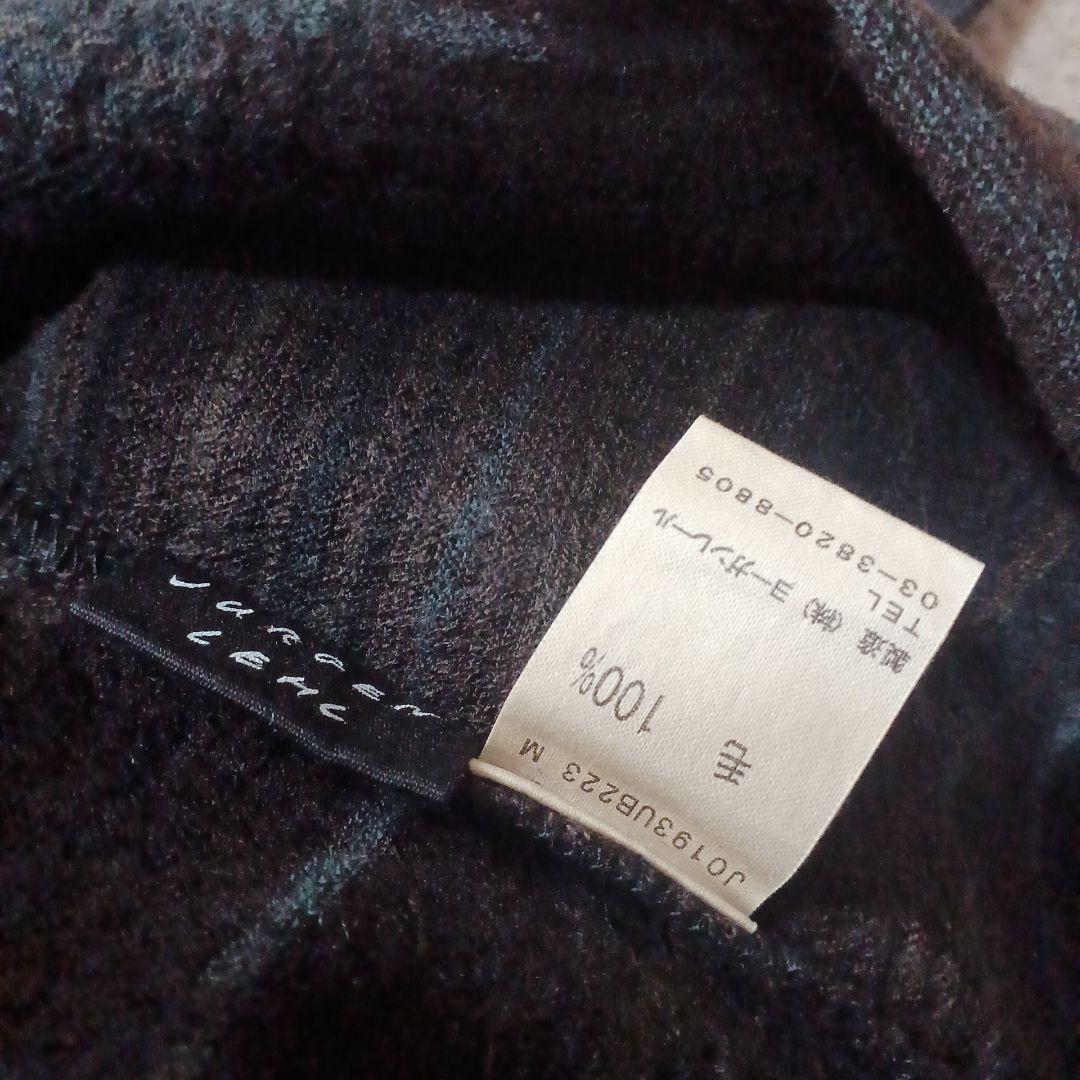 JURGEN
LEHL
J0193UB223 M
毛
100%
製造 (株) ヨーガンレール
TEL
03-3820-8805